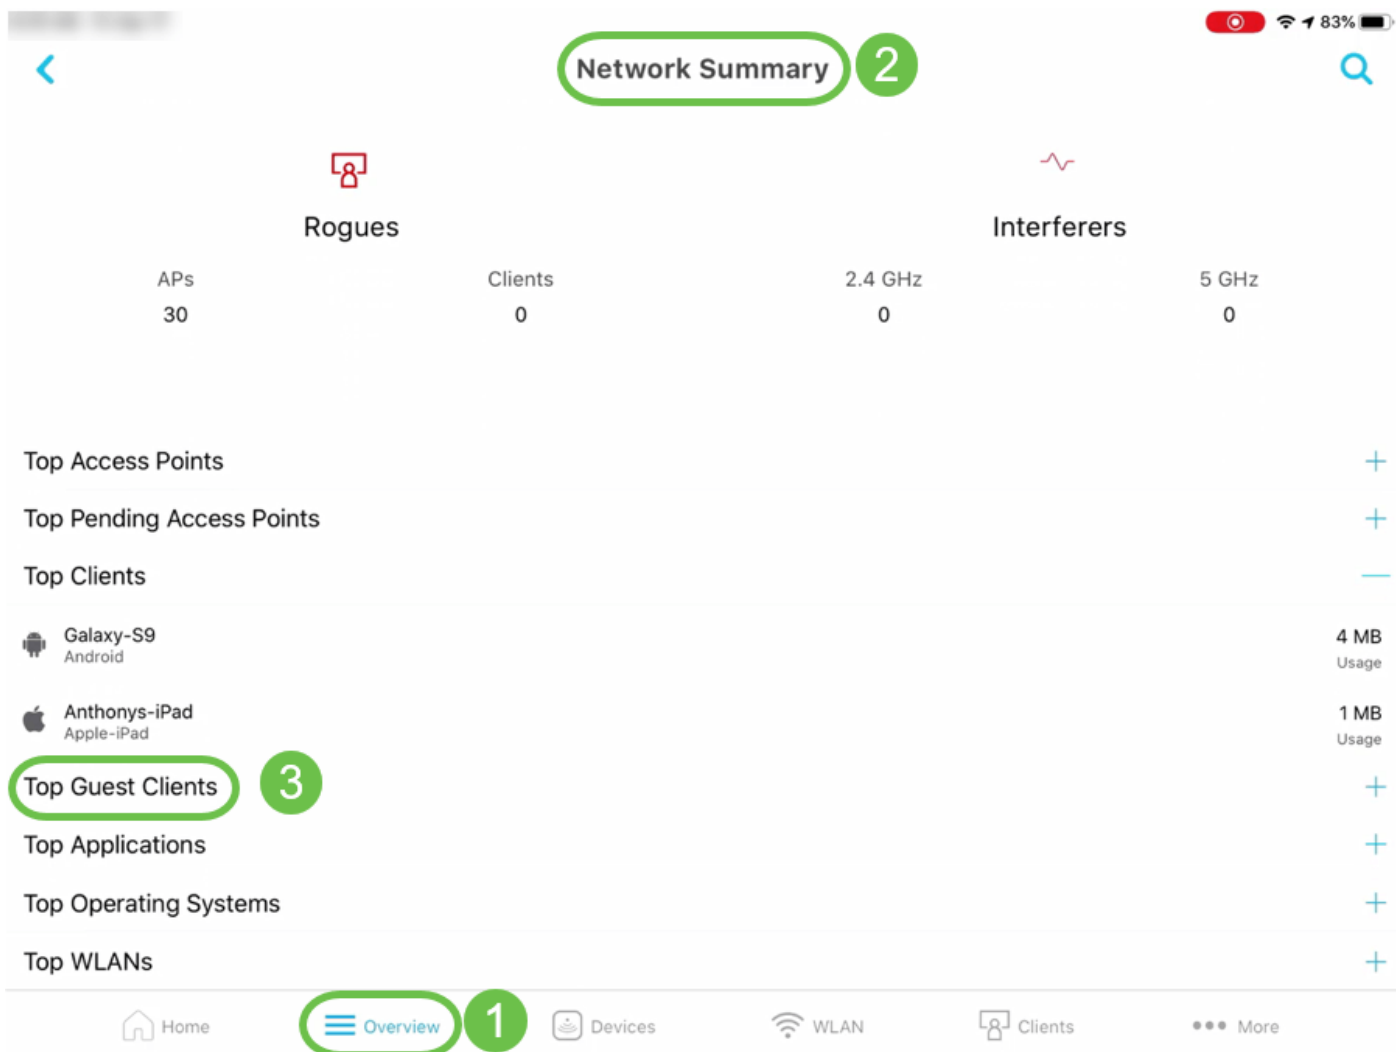 83%
Network Summary 2
Rogues Interferers
APs Clients 2.4 GHz 5 GHz
30 0 0 0
Top Access Points
Top Pending Access Points
Top Clients
Galaxy-S9 4 MB
Android Usage
Anthonys-iPad 1 MB
Apple-iPad Usage
Top Guest Clients 3
Top Applications
Top Operating Systems
Top WLANs
Home Overview 1 Devices WLAN Clients More